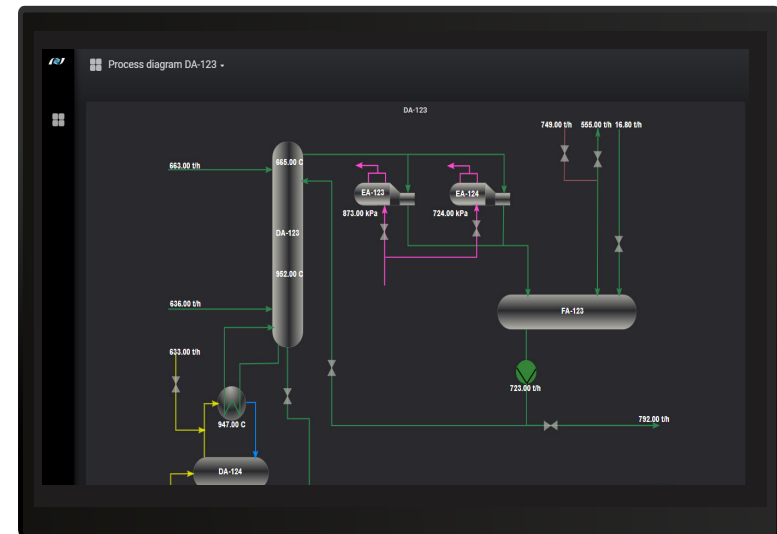 Process diagram DA-123
DA-123
749.00 t/h
555.00 t/h
16.80 t/h
663.00 t/h
665.00 C
EA-123
EA-124
873.00 kPa
724.00 kPa
DA-123
952.00 C
636.00 t/h
FA-123
633.00 t/h
723.00 t/h
947.00 C
792.00 t/h
DA-124